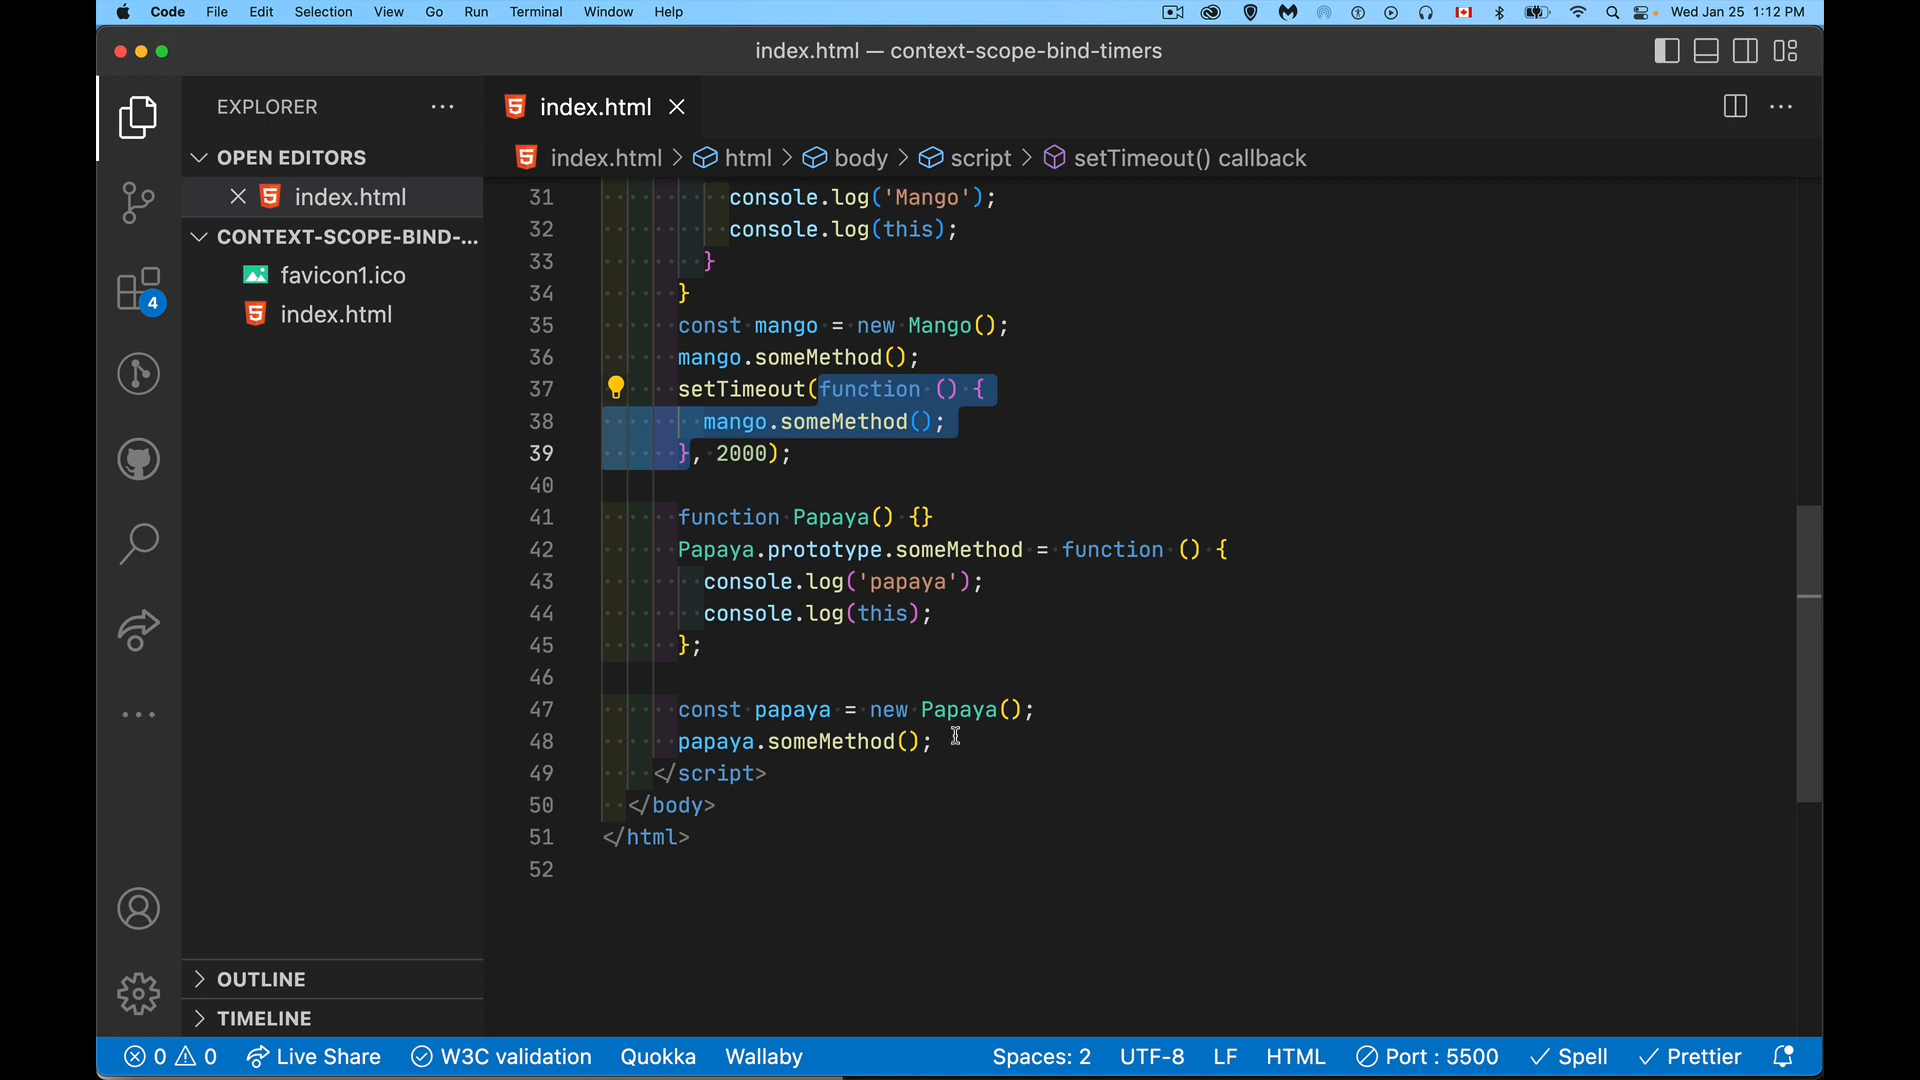 Code File Edit Selection View Go Run Terminal Window Help Wed Jan 25 1:12 PM
index.html — context-scope-bind-timers
EXPLORER
index.html
OPEN EDITORS
index.html > html > body > script > setTimeout() callback
index.html
CONTEXT-SCOPE-BIND-...
favicon1.ico
index.html
4
31 console.log('Mango');
32 console.log(this);
33 }
34 }
35 const mango = new Mango();
36 mango.someMethod();
37 setTimeout(function () {
38 mango.someMethod();
39 }, 2000);
40
41 function Papaya() {}
42 Papaya.prototype.someMethod = function () {
43 console.log('papaya');
44 console.log(this);
45 };
46
47 const papaya = new Papaya();
48 papaya.someMethod();
49 </script>
50 </body>
51 </html>
52
OUTLINE
TIMELINE
0 0 Live Share W3C validation Quokka Wallaby Spaces: 2 UTF-8 LF HTML Port : 5500 Spell Prettier